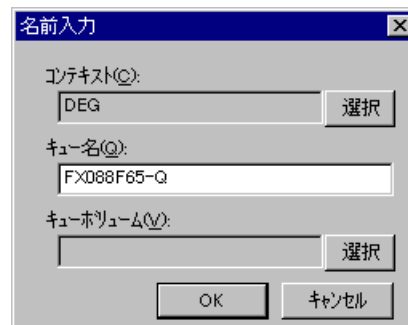 名前入力
コンテキスト(C):
DEG
選択
キュー名(Q):
FX088F65-Q
キューボリューム(V):
選択
OK
キャンセル